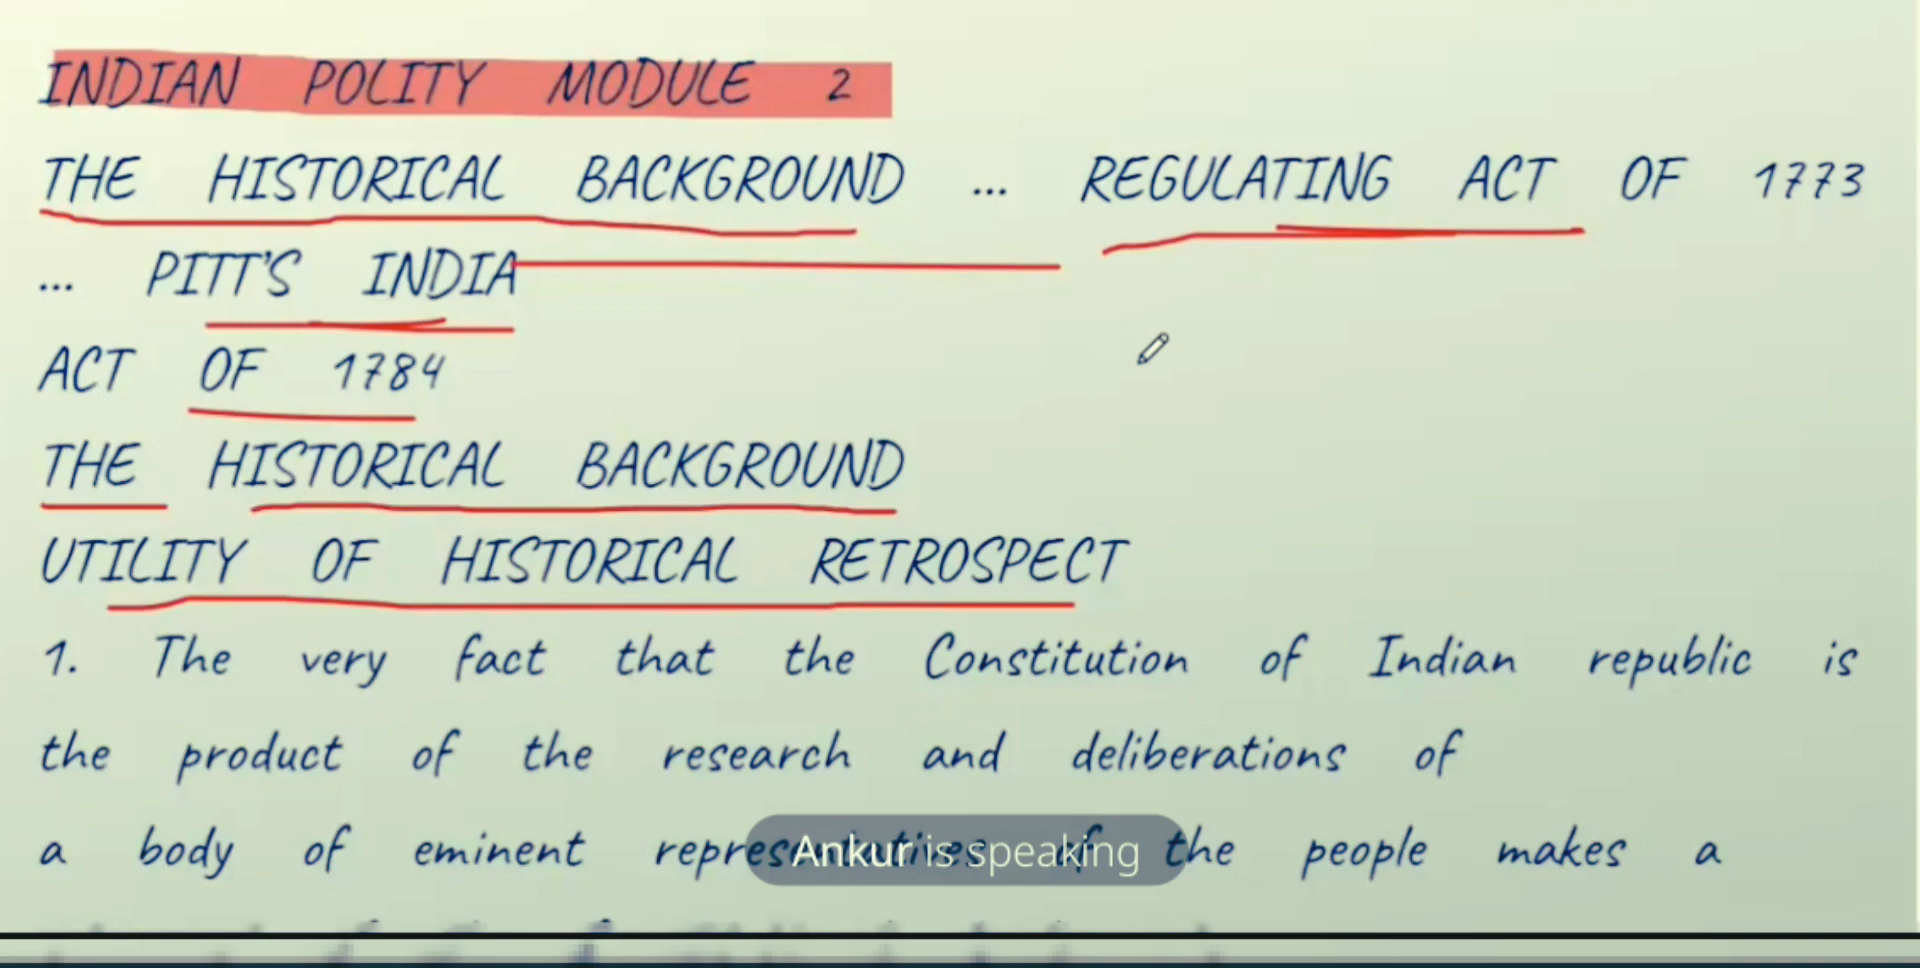 INDIAN POLITY MODULE 2
THE HISTORICAL BACKGROUND ... REGULATING ACT OF 1773
... PITT'S INDIA
ACT OF 1784
THE HISTORICAL BACKGROUND
UTILITY OF HISTORICAL RETROSPECT
1. The very fact that the Constitution of Indian republic is
the product of the research and deliberations of
a body of eminent representatives of the people makes a
Ankur is speaking